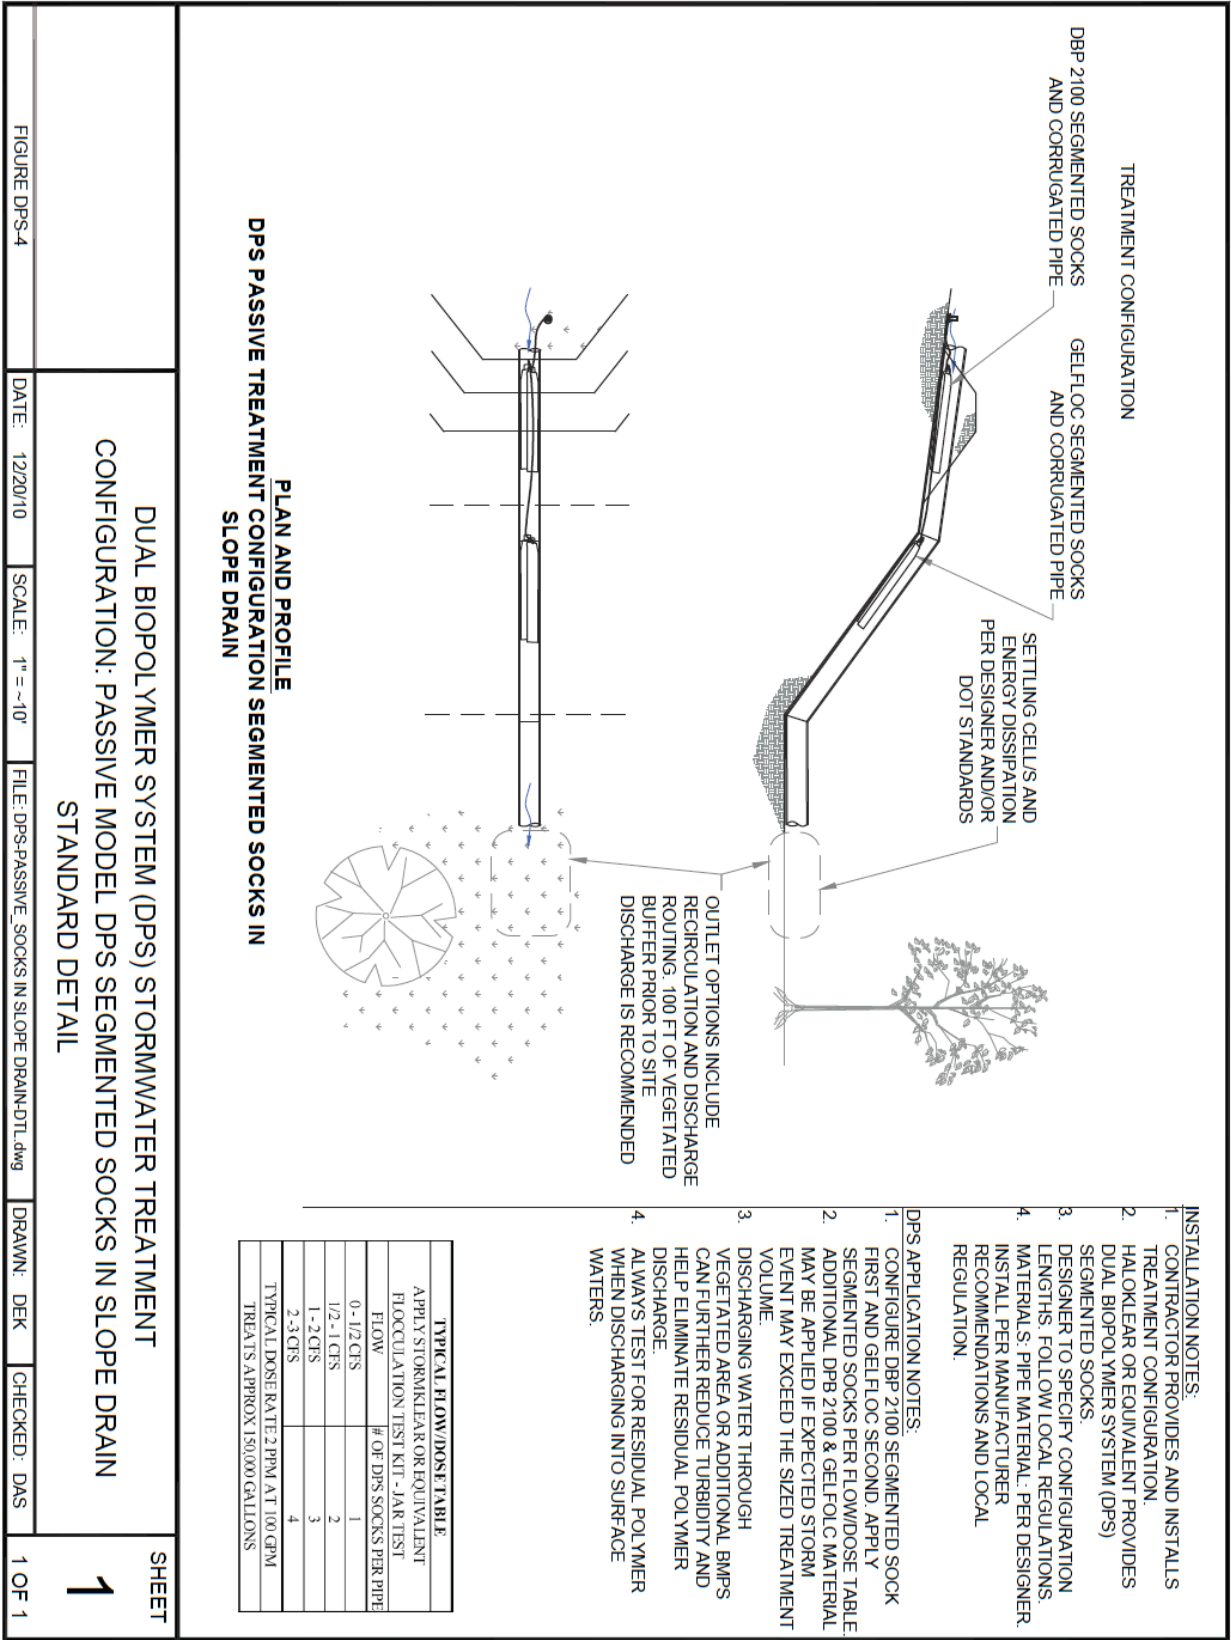 TREATMENT CONFIGURATION
DBP 2100 SEGMENTED SOCKS
AND CORRUGATED PIPE
GELFLOC SEGMENTED SOCKS
AND CORRUGATED PIPE
SETTLING CELL/S AND
ENERGY DISSIPATION
PER DESIGNER AND/OR
DOT STANDARDS
OUTLET OPTIONS INCLUDE
RECIRCULATION AND DISCHARGE
ROUTING. 100 FT OF VEGETATED
BUFFER PRIOR TO SITE
DISCHARGE IS RECOMMENDED
PLAN AND PROFILE
DPS PASSIVE TREATMENT CONFIGURATION SEGMENTED SOCKS IN
SLOPE DRAIN
INSTALLATION NOTES:
1. CONTRACTOR PROVIDES AND INSTALLS
TREATMENT CONFIGURATION.
2. HALOKLEAR OR EQUIVALENT PROVIDES
DUAL BIOPOLYMER SYSTEM (DPS)
SEGMENTED SOCKS.
3. DESIGNER TO SPECIFY CONFIGURATION
LENGTHS. FOLLOW LOCAL REGULATIONS.
4. MATERIALS: PIPE MATERIAL: PER DESIGNER.
INSTALL PER MANUFACTURER
RECOMMENDATIONS AND LOCAL
REGULATION.
DPS APPLICATION NOTES:
1. CONFIGURE DBP 2100 SEGMENTED SOCK
FIRST AND GELFLOC SECOND. APPLY
SEGMENTED SOCKS PER FLOW/DOSE TABLE.
2. ADDITIONAL DPB 2100 & GELFOLC MATERIAL
MAY BE APPLIED IF EXPECTED STORM
EVENT MAY EXCEED THE SIZED TREATMENT
VOLUME.
3. DISCHARGING WATER THROUGH
VEGETATED AREA OR ADDITIONAL BMPS
CAN FURTHER REDUCE TURBIDITY AND
HELP ELIMINATE RESIDUAL POLYMER
DISCHARGE.
4. ALWAYS TEST FOR RESIDUAL POLYMER
WHEN DISCHARGING INTO SURFACE
WATERS.
TYPICAL FLOW/DOSE TABLE
APPLY STORMKLEAR OR EQUIVALENT
FLOCCULATION TEST KIT - JAR TEST
FLOW # OF DPS SOCKS PER PIPE
0 - 1/2 CFS 1
1/2 - 1 CFS 2
1 - 2 CFS 3
2 -3 CFS 4
TYPICAL DOSE RATE 2 PPM AT 100 GPM
TREATS APPROX 150,000 GALLONS
DUAL BIOPOLYMER SYSTEM (DPS) STORMWATER TREATMENT
CONFIGURATION: PASSIVE MODEL DPS SEGMENTED SOCKS IN SLOPE DRAIN
STANDARD DETAIL
SHEET
1
FIGURE DPS-4
DATE: 12/20/10
SCALE: 1" = ~10'
FILE: DPS-PASSIVE_SOCKS IN SLOPE DRAIN-DTL.dwg
DRAWN: DEK
CHECKED: DAS
1 OF 1